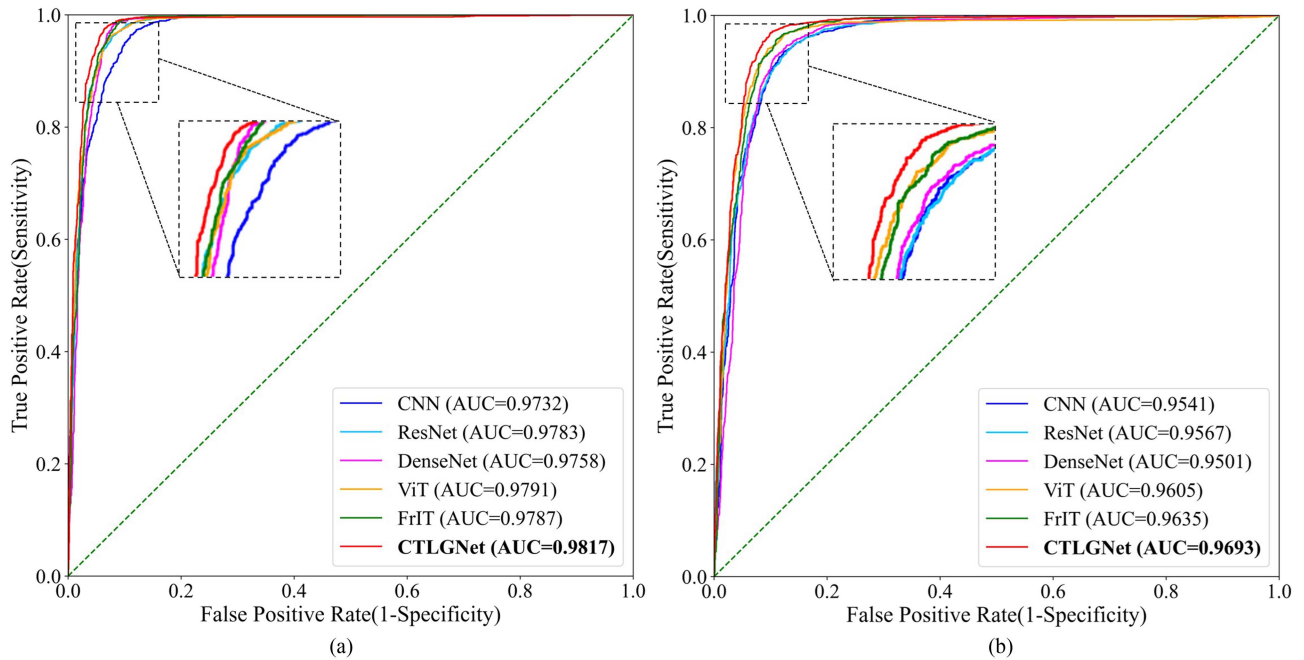 1.0
0.8
0.6
0.4
0.2
0.0
0.0 0.2 0.4 0.6 0.8 1.0
True Positive Rate(Sensitivity)
False Positive Rate(1-Specificity)
CNN (AUC=0.9732)
ResNet (AUC=0.9783)
DenseNet (AUC=0.9758)
ViT (AUC=0.9791)
FrIT (AUC=0.9787)
CTLGNet (AUC=0.9817)
(a)
1.0
0.8
0.6
0.4
0.2
0.0
0.0 0.2 0.4 0.6 0.8 1.0
True Positive Rate(Sensitivity)
False Positive Rate(1-Specificity)
CNN (AUC=0.9541)
ResNet (AUC=0.9567)
DenseNet (AUC=0.9501)
ViT (AUC=0.9605)
FrIT (AUC=0.9635)
CTLGNet (AUC=0.9693)
(b)